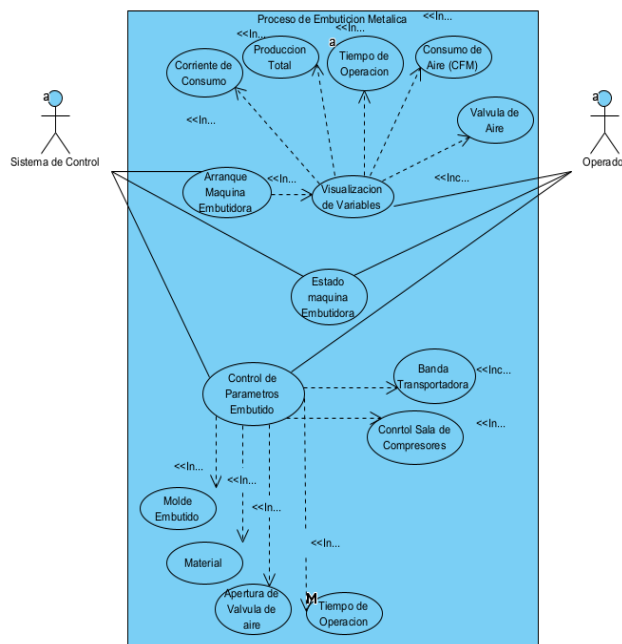 Proceso de Embuticion Metalica
<<In...
<<In...
<<In...
<<In...
Corriente de
Consumo
Produccion
Total
a
Tiempo de
Operacion
Consumo de
Aire (CFM)
<<In...
Valvula de
Aire
a
Sistema de Control
a
Operado
Arranque
Maquina
Embutidora
<<In...
Visualizacion
de Variables
<<Inc...
Estado
maquina
Embutidora
Control de
Parametros
Embutido
Banda
Transportadora
<<Inc...
Conrtol Sala de
Compresores
<<In...
<<In...
<<In...
<<In...
<<In...
Molde
Embutido
Material
Apertura de
Valvula de
aire
M
Tiempo de
Operacion